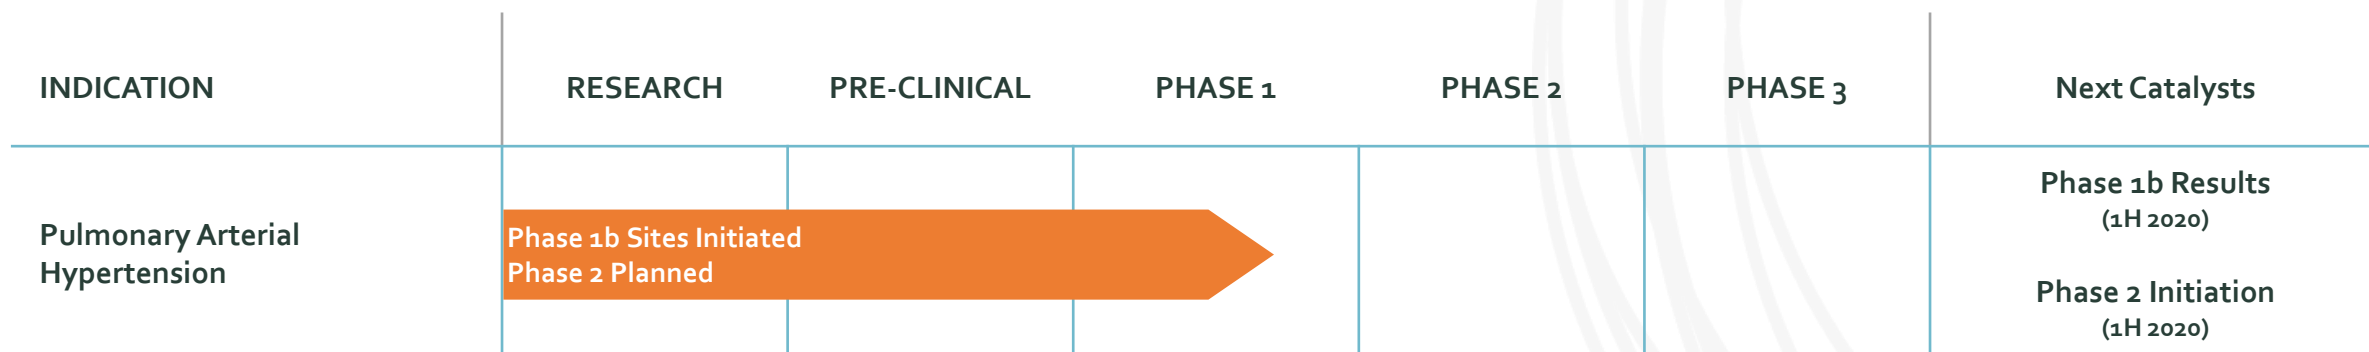 INDICATION
RESEARCH
PRE-CLINICAL
PHASE 1
PHASE 2
PHASE 3
Next Catalysts
Pulmonary Arterial
Hypertension
Phase 1b Sites Initiated
Phase 2 Planned
Phase 1b Results
(1H 2020)
Phase 2 Initiation
(1H 2020)